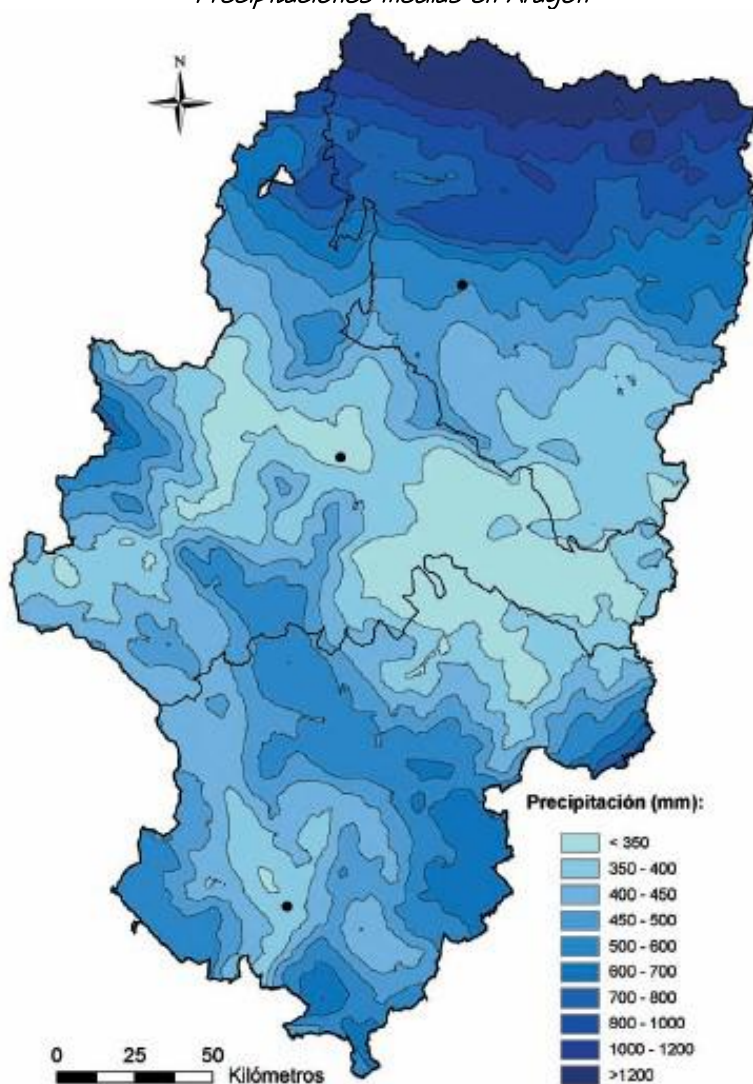 Precipitaciones medias en Aragón
N
Precipitación (mm):
< 350
350 - 400
400 - 450
450 - 500
500 - 600
600 - 700
700 - 800
800 - 1000
1000 - 1200
>1200
0 25 50
Kilómetros